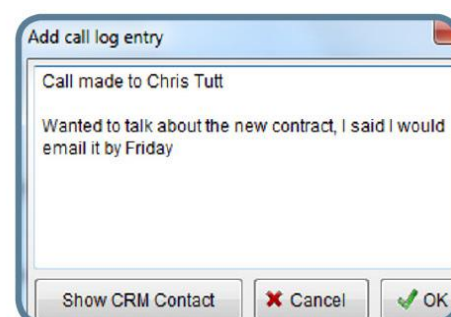 Add call log entry
Call made to Chris Tutt
Wanted to talk about the new contract, I said I would
email it by Friday
Show CRM Contact
Cancel
OK